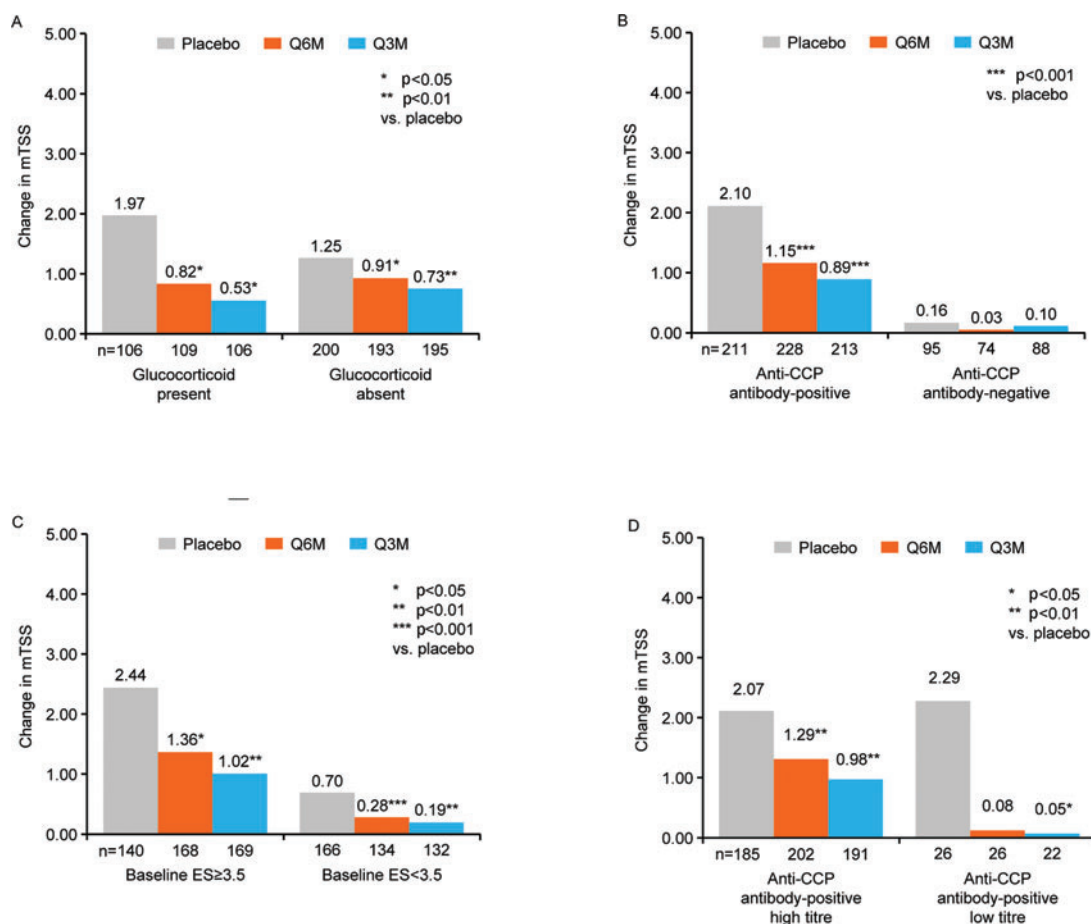 A
Placebo Q6M Q3M
* p<0.05
** p<0.01
vs. placebo
Change in mTSS
5.00
4.00
3.00
2.00
1.00
0.00
1.97
0.82*
0.53*
1.25
0.91*
0.73**
n=106 109 106 200 193 195
Glucocorticoid present
Glucocorticoid absent
B
Placebo Q6M Q3M
*** p<0.001
vs. placebo
Change in mTSS
5.00
4.00
3.00
2.00
1.00
0.00
2.10
1.15***
0.89***
0.16
0.03
0.10
n=211 228 213 95 74 88
Anti-CCP
antibody-positive
Anti-CCP
antibody-negative
C
Placebo Q6M Q3M
* p<0.05
** p<0.01
*** p<0.001
vs. placebo
Change in mTSS
5.00
4.00
3.00
2.00
1.00
0.00
2.44
1.36*
1.02**
0.70
0.28***
0.19**
n=140 168 169 166 134 132
Baseline ES≥3.5
Baseline ES<3.5
D
Placebo Q6M Q3M
* p<0.05
** p<0.01
vs. placebo
Change in mTSS
5.00
4.00
3.00
2.00
1.00
0.00
2.07
1.29**
0.98**
2.29
0.08
0.05*
n=185 202 191 26 26 22
Anti-CCP
antibody-positive
high titre
Anti-CCP
antibody-positive
low titre